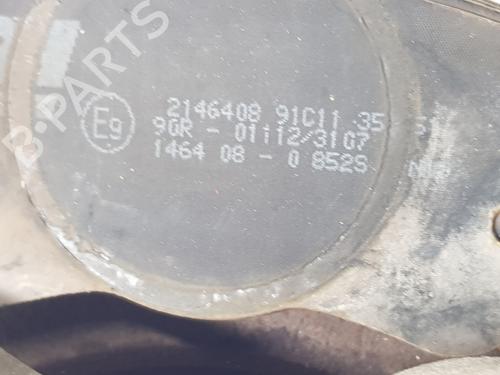 B-PARTS
2146408 91C11 35
E9 90R - 01112/3107
1464 08 - 0 852S